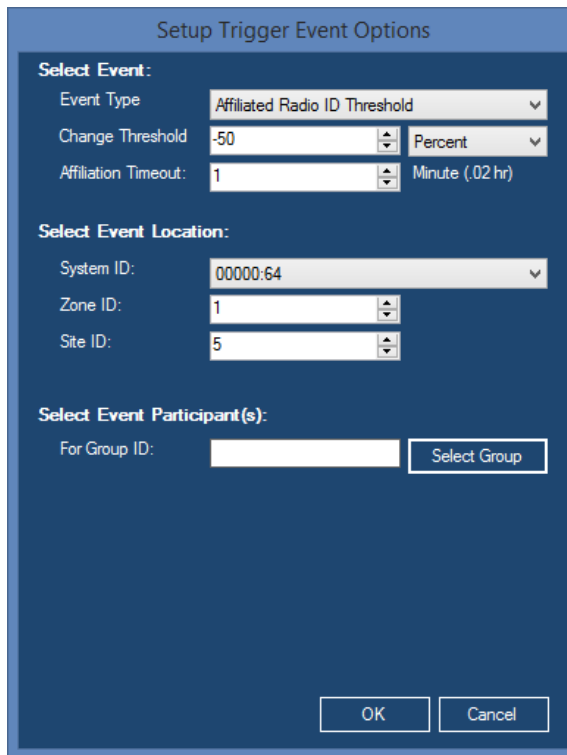 Setup Trigger Event Options
Select Event:
Event Type Affiliated Radio ID Threshold
Change Threshold -50 Percent
Affiliation Timeout: 1 Minute (.02 hr)
Select Event Location:
System ID: 00000:64
Zone ID: 1
Site ID: 5
Select Event Participant(s):
For Group ID: Select Group
OK Cancel